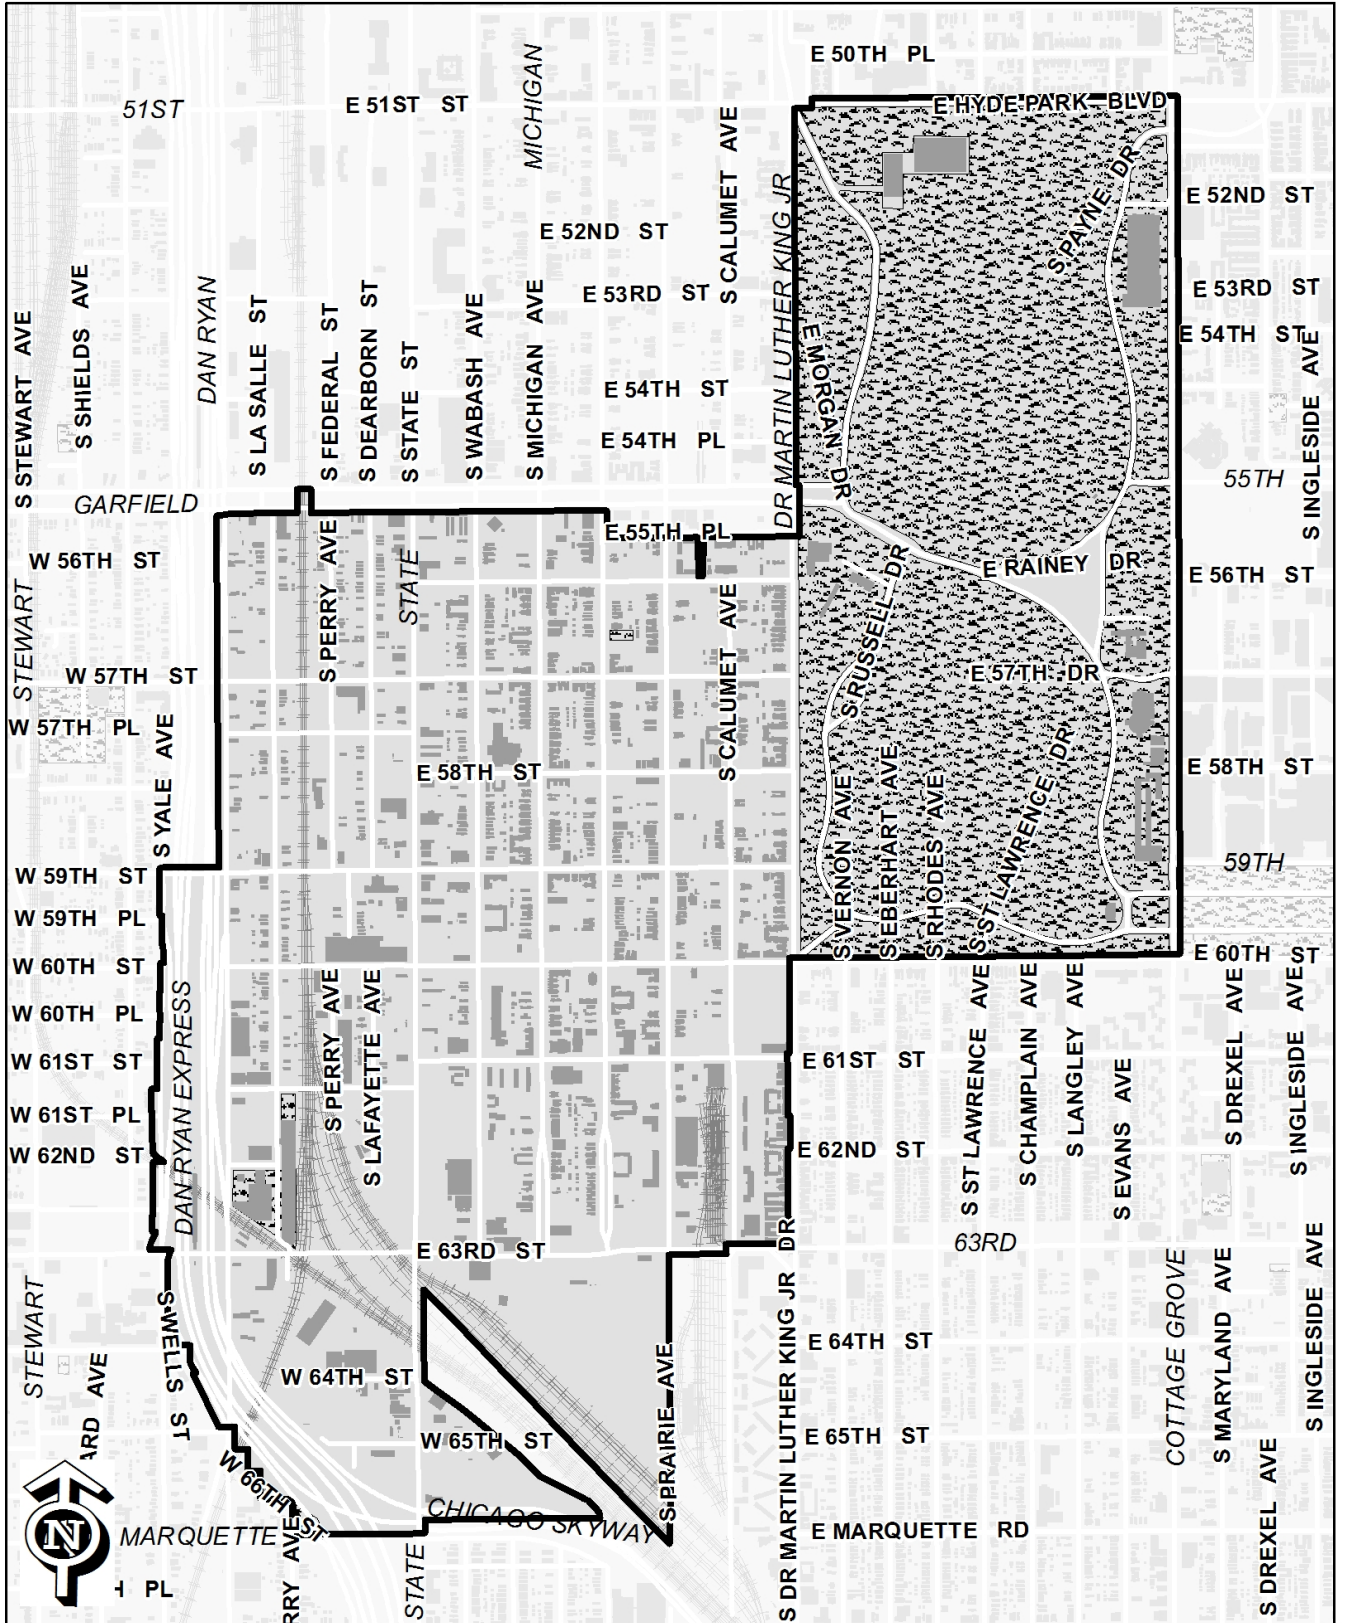 E 50TH PL
51ST
E 51ST ST
MICHIGAN
S CALUMET AVE
E HYDE PARK BLVD
DR MARTIN LUTHER KING JR
S PAYNE DR
E 52ND ST
E 52ND ST
E 53RD ST
E 53RD ST
S STEWART AVE
S SHIELDS AVE
DAN RYAN
S LA SALLE ST
S FEDERAL ST
S DEARBORN ST
S STATE ST
S WABASH AVE
S MICHIGAN AVE
E 54TH ST
E 54TH ST
E 54TH PL
E MORGAN DR
S INGLESIDE AVE
55TH
GARFIELD
E 55TH PL
W 56TH ST
S PERRY AVE
STATE
S RUSSELL DR
E RAINEY DR
E 56TH ST
STEWART
S CALUMET AVE
W 57TH ST
E 57TH DR
W 57TH PL
S YALE AVE
E 58TH ST
E 58TH ST
S VERNON AVE
S EBERHART AVE
S RHODES AVE
S ST LAWRENCE DR
W 59TH ST
59TH
W 59TH PL
W 60TH ST
E 60TH ST
W 60TH PL
DAN RYAN EXPRESS
S PERRY AVE
S LAFAYETTE AVE
S ST LAWRENCE AVE
S CHAMPLAIN AVE
S LANGLEY AVE
S EVANS AVE
S DREXEL AVE
S INGLESIDE AVE
W 61ST ST
E 61ST ST
W 61ST PL
W 62ND ST
E 62ND ST
E 63RD ST
63RD
STEWART
S WELLS ST
S DR MARTIN LUTHER KING JR DR
COTTAGE GROVE
S MARYLAND AVE
S INGLESIDE AVE
E 64TH ST
W 64TH ST
ARD AVE
S PRAIRIE AVE
W 65TH ST
E 65TH ST
W 66TH ST
S DREXEL AVE
N
MARQUETTE
CHICAGO SKYWAY
E MARQUETTE RD
RRY AVE
STATE
H PL